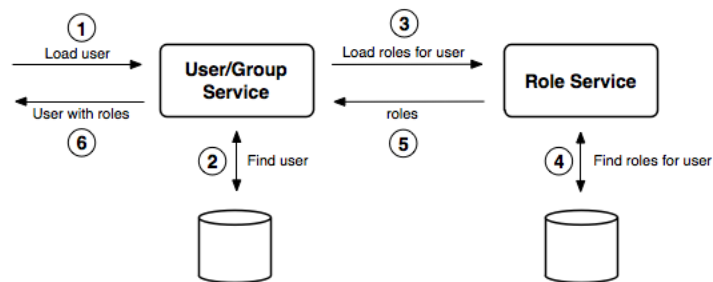 1
Load user
User/Group
Service
3
Load roles for user
Role Service
User with roles
6
roles
5
2
Find user
4
Find roles for user